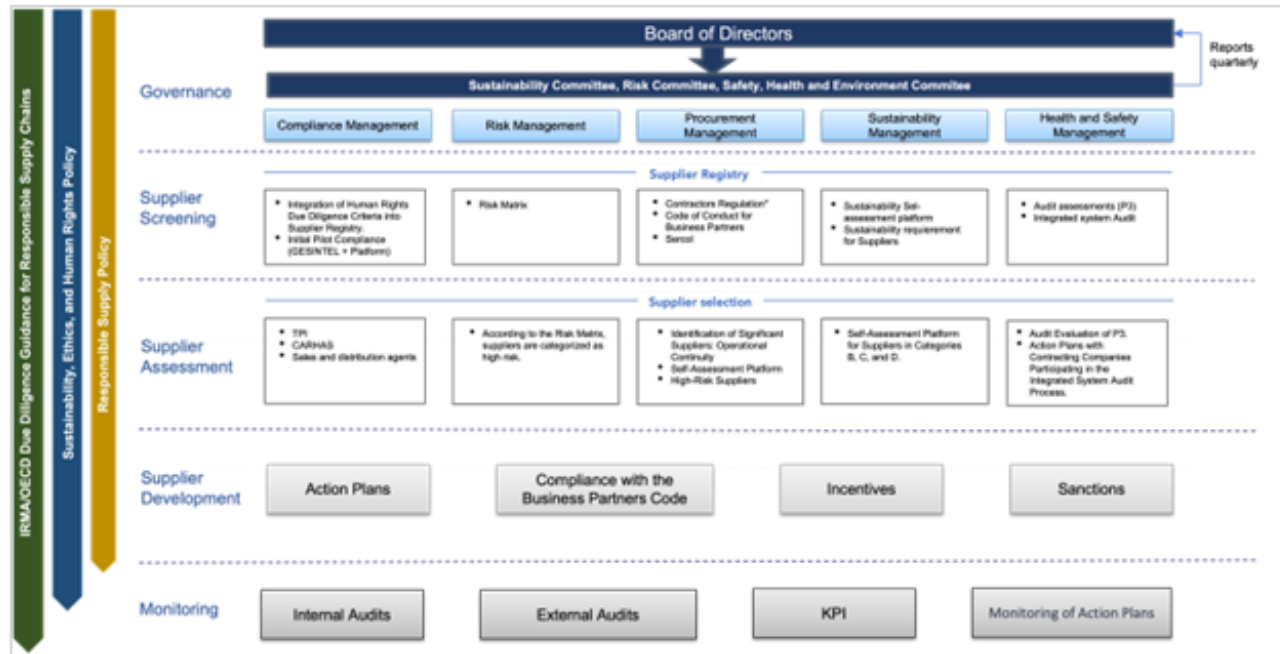 IRMA/OECD Due Diligence Guidance for Responsible Supply Chains
Sustainability, Ethics, and Human Rights Policy
Responsible Supply Policy
Board of Directors
Reports
quarterly
Governance
Sustainability Committee, Risk Committee, Safety, Health and Environment Commitee
Compliance Management
Risk Management
Procurement
Management
Sustainability
Management
Health and Safety
Management
Supplier
Screening
Supplier Registry
• Integration of Human Rights
Due Diligence Criteria into
Supplier Registry.
• Initial Pilot Compliance
(GESINTEL + Platform)
• Risk Matrix
• Contractors Regulation*
• Code of Conduct for
Business Partners
• Sercol
• Sustainability Sel-
assessment platform
• Sustainability requierement
for Suppliers
• Audit assessments (P3)
• Integrated system Audit
Supplier
Assessment
Supplier selection
• TPI
• CARHAS
• Sales and distribution agents
• According to the Risk Matrix,
suppliers are categorized as
high risk.
• Identification of Significant
Suppliers: Operational
Continuity
• Self-Assessment Platform
• High-Risk Suppliers
• Self-Assessment Platform
for Suppliers in Categories
B, C, and D.
• Audit Evaluation of P3.
• Action Plans with
Contracting Companies
Participating in the
Integrated System Audit
Process.
Supplier
Development
Action Plans
Compliance with the
Business Partners Code
Incentives
Sanctions
Monitoring
Internal Audits
External Audits
KPI
Monitoring of Action Plans